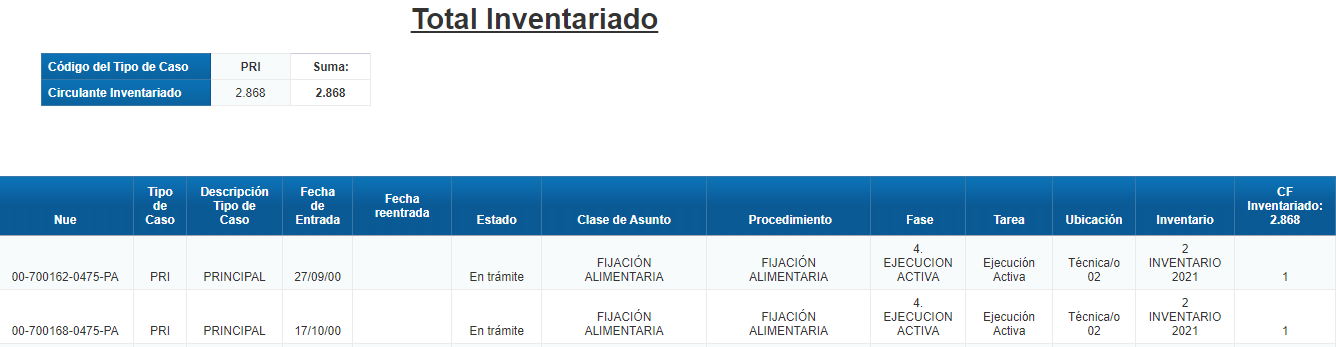 Total Inventariado
Código del Tipo de Caso PRI Suma:
Circulante Inventariado 2.868 2.868
Nue Tipo de Caso Descripción Tipo de Caso Fecha de Entrada Fecha reentrada Estado Clase de Asunto Procedimiento Fase Tarea Ubicación Inventario CF Inventariado: 2.868
00-700162-0475-PA PRI PRINCIPAL 27/09/00 En trámite FIJACIÓN ALIMENTARIA FIJACIÓN ALIMENTARIA 4. EJECUCION ACTIVA Ejecución Activa Técnica/o 02 2 INVENTARIO 2021 1
00-700168-0475-PA PRI PRINCIPAL 17/10/00 En trámite FIJACIÓN ALIMENTARIA FIJACIÓN ALIMENTARIA 4. EJECUCION ACTIVA Ejecución Activa Técnica/o 02 2 INVENTARIO 2021 1